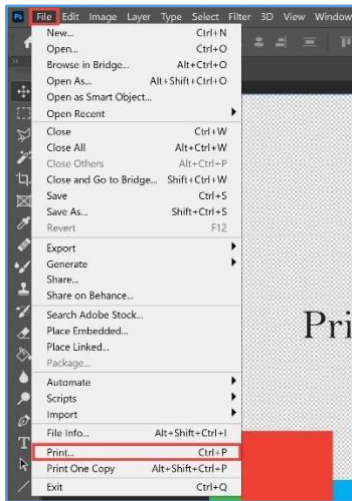 Ps File Edit Image Layer Type Select Filter 3D View Window
New... Ctrl+N
Open... Ctrl+O
Browse in Bridge... Alt+Ctrl+O
Open As... Alt+Shift+Ctrl+O
Open as Smart Object...
Open Recent
Close Ctrl+W
Close All Alt+Ctrl+W
Close Others Alt+Ctrl+P
Close and Go to Bridge... Shift+Ctrl+W
Save Ctrl+S
Save As... Shift+Ctrl+S
Revert F12
Export
Generate
Share...
Share on Behance...
Search Adobe Stock...
Place Embedded...
Place Linked...
Package...
Automate
Scripts
Import
File Info... Alt+Shift+Ctrl+I
Print... Ctrl+P
Print One Copy Alt+Shift+Ctrl+P
Exit Ctrl+Q
Pri